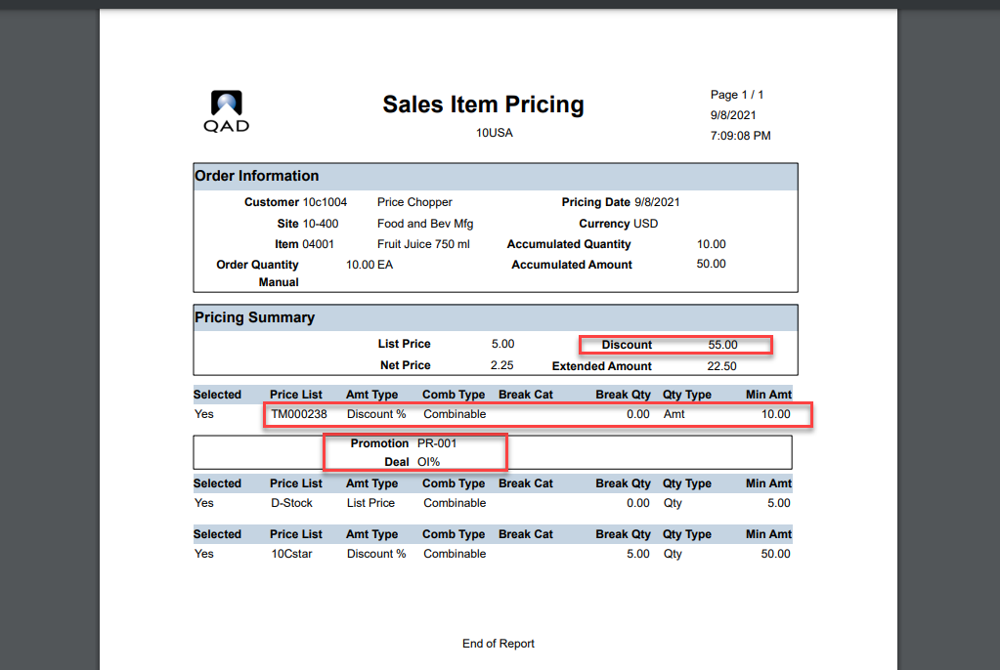 QAD
Sales Item Pricing
10USA
Page 1 / 1
9/8/2021
7:09:08 PM
Order Information
Customer 10c1004 Price Chopper Pricing Date 9/8/2021
Site 10-400 Food and Bev Mfg Currency USD
Item 04001 Fruit Juice 750 ml Accumulated Quantity 10.00
Order Quantity 10.00 EA Accumulated Amount 50.00
Manual
Pricing Summary
List Price 5.00 Discount 55.00
Net Price 2.25 Extended Amount 22.50
Selected Price List Amt Type Comb Type Break Cat Break Qty Qty Type Min Amt
Yes TM000238 Discount % Combinable 0.00 Amt 10.00
Promotion PR-001
Deal OI%
Selected Price List Amt Type Comb Type Break Cat Break Qty Qty Type Min Amt
Yes D-Stock List Price Combinable 0.00 Qty 5.00
Selected Price List Amt Type Comb Type Break Cat Break Qty Qty Type Min Amt
Yes 10Cstar Discount % Combinable 5.00 Qty 50.00
End of Report